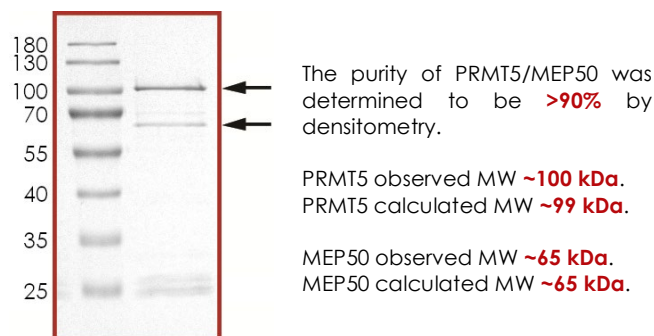 180
130
100
70
55
40
35
25
The purity of PRMT5/MEP50 was
determined to be >90% by
densitometry.
PRMT5 observed MW ~100 kDa.
PRMT5 calculated MW ~99 kDa.
MEP50 observed MW ~65 kDa.
MEP50 calculated MW ~65 kDa.